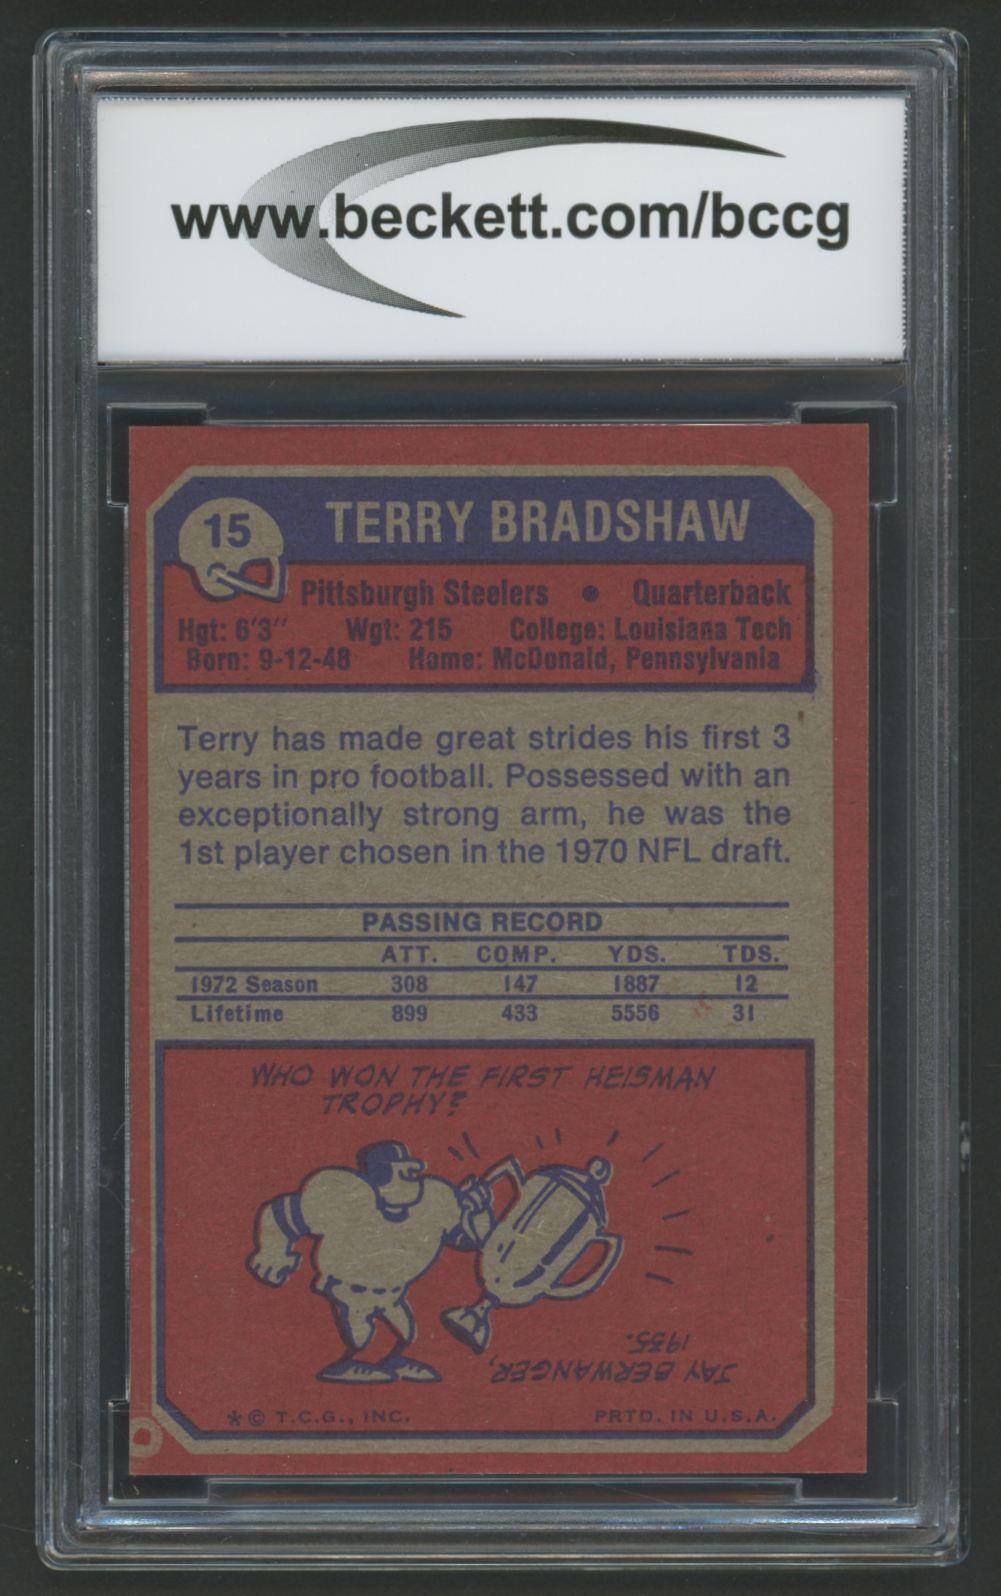 www.beckett.com/bccg
15 TERRY BRADSHAW
Pittsburgh Steelers • Quarterback
Hgt: 6'3" Wgt: 215 College: Louisiana Tech
Born: 9-12-48 Home: McDonald, Pennsylvania
Terry has made great strides his first 3
years in pro football. Possessed with an
exceptionally strong arm, he was the
1st player chosen in the 1970 NFL draft.
PASSING RECORD
ATT. COMP. YDS. TDS.
1972 Season 308 147 1887 12
Lifetime 899 433 5556 31
WHO WON THE FIRST HEISMAN
TROPHY?
JAY BERWANGER,
1935.
* © T.C.G., INC. PRTD. IN U.S.A.